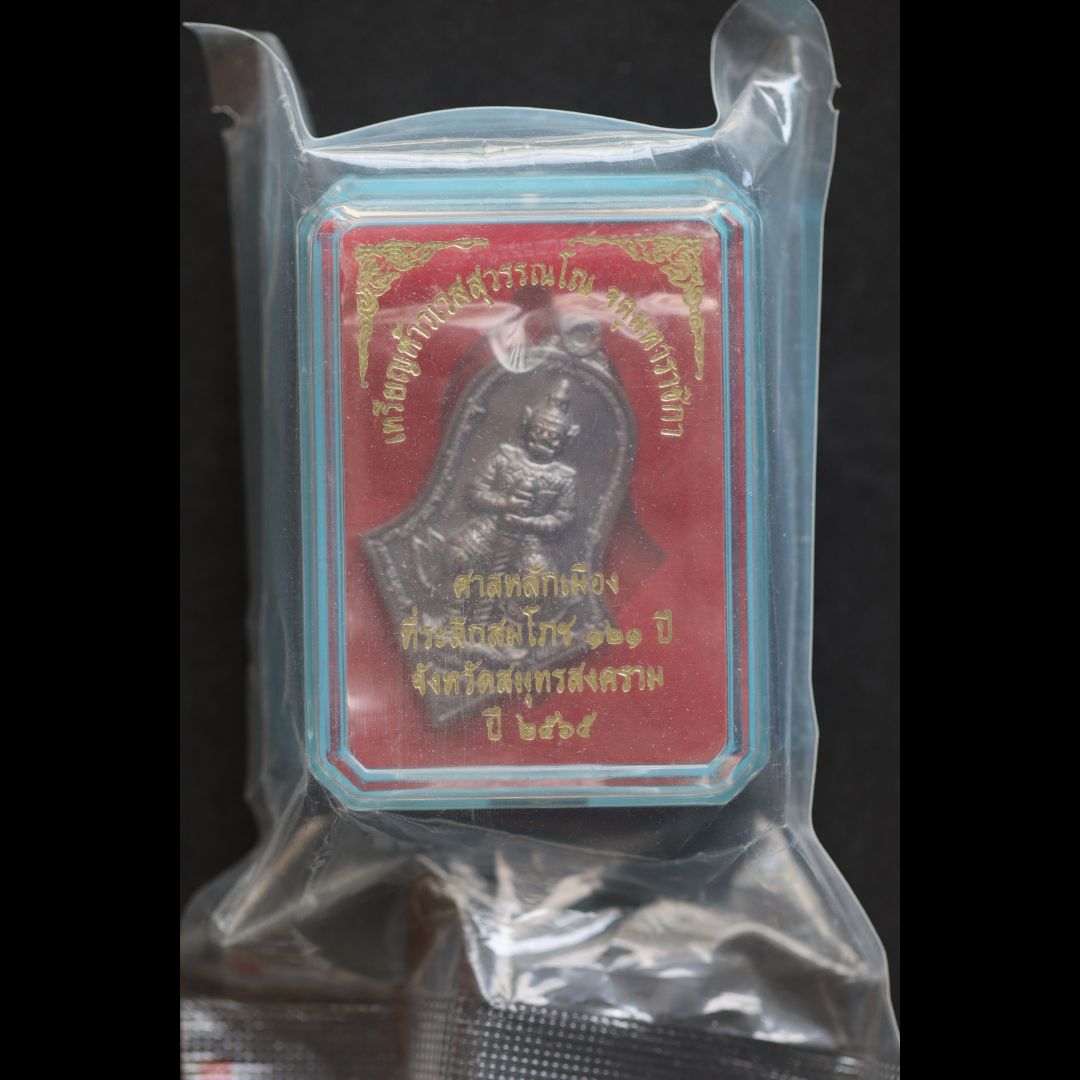 เหรียญท้าวเวสสุวรรณโณ จตุมหาราชิกา
ศาลหลักเมือง
ที่ระลึกสมโภช ๑๒๑ ปี
จังหวัดสมุทรสงคราม
ปี ๒๕๖๕